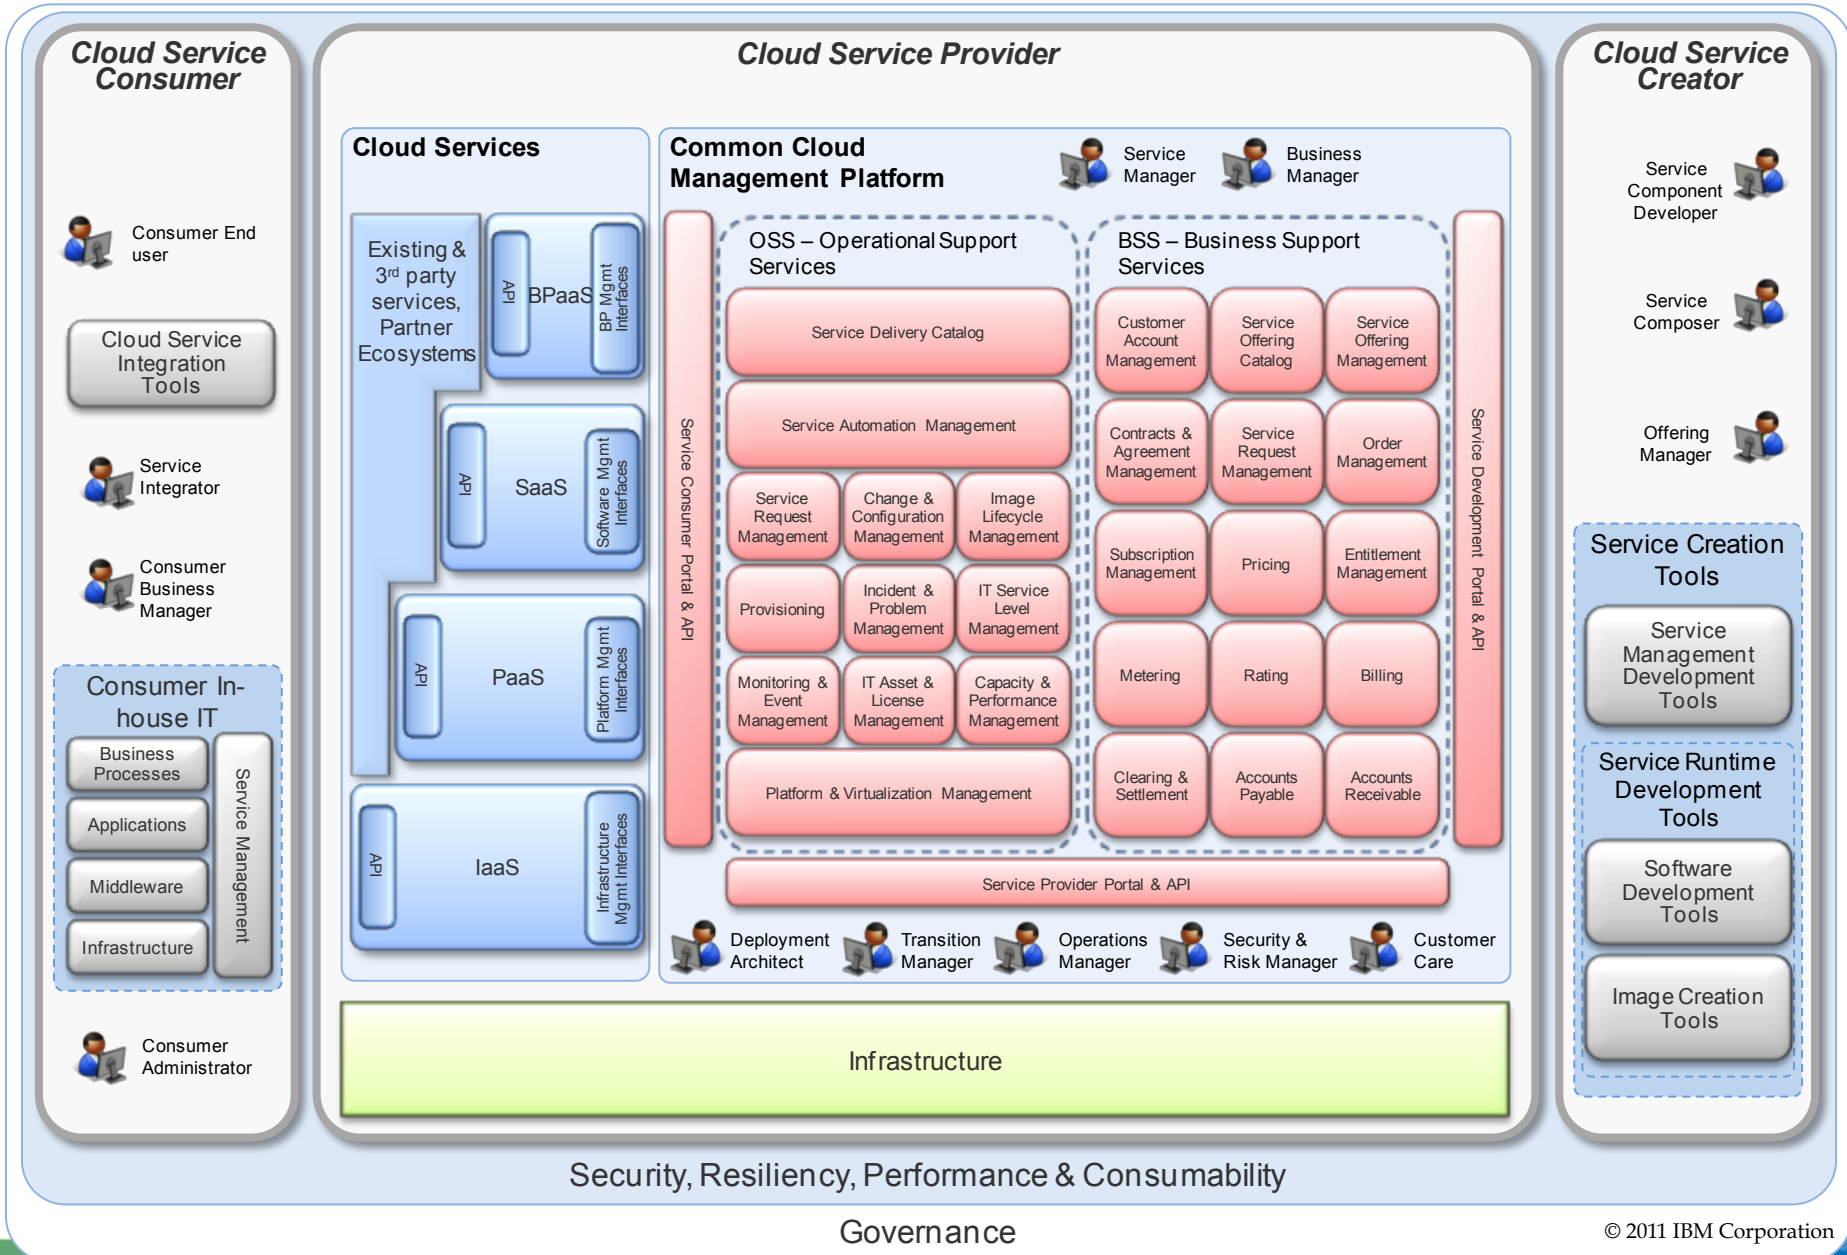 Cloud Service
Consumer
Consumer End
user
Cloud Service
Integration
Tools
Service
Integrator
Consumer
Business
Manager
Consumer In-
house IT
Business
Processes
Applications
Middleware
Infrastructure
Service Management
Consumer
Administrator
Cloud Service Provider
Cloud Services
Existing &
3rd party
services,
Partner
Ecosystems
API
BPaaS
BP Mgmt
Interfaces
API
SaaS
Software Mgmt
Interfaces
API
PaaS
Platform Mgmt
Interfaces
API
IaaS
Infrastructure
Mgmt Interfaces
Common Cloud
Management Platform
Service
Manager
Business
Manager
Service Consumer Portal & API
OSS – Operational Support
Services
Service Delivery Catalog
Service Automation Management
Service
Request
Management
Change &
Configuration
Management
Image
Lifecycle
Management
Provisioning
Incident &
Problem
Management
IT Service
Level
Management
Monitoring &
Event
Management
IT Asset &
License
Management
Capacity &
Performance
Management
Platform & Virtualization Management
BSS – Business Support
Services
Customer
Account
Management
Service
Offering
Catalog
Service
Offering
Management
Contracts &
Agreement
Management
Service
Request
Management
Order
Management
Subscription
Management
Pricing
Entitlement
Management
Metering
Rating
Billing
Clearing &
Settlement
Accounts
Payable
Accounts
Receivable
Service Development Portal & API
Service Provider Portal & API
Deployment
Architect
Transition
Manager
Operations
Manager
Security &
Risk Manager
Customer
Care
Infrastructure
Cloud Service
Creator
Service
Component
Developer
Service
Composer
Offering
Manager
Service Creation
Tools
Service
Management
Development
Tools
Service Runtime
Development
Tools
Software
Development
Tools
Image Creation
Tools
Security, Resiliency, Performance & Consumability
Governance
© 2011 IBM Corporation